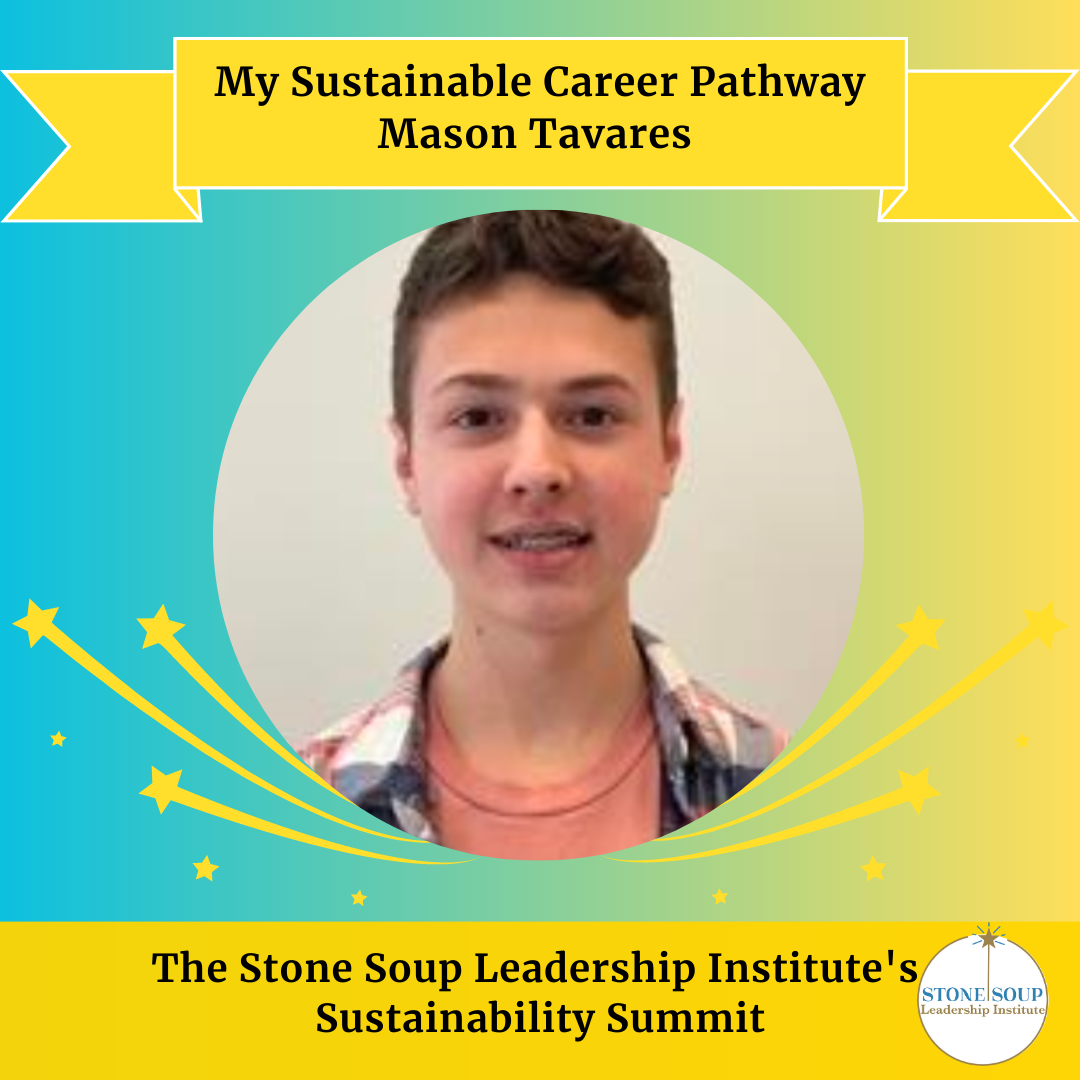 My Sustainable Career Pathway
Mason Tavares
The Stone Soup Leadership Institute's
Sustainability Summit
STONE SOUP
Leadership Institute